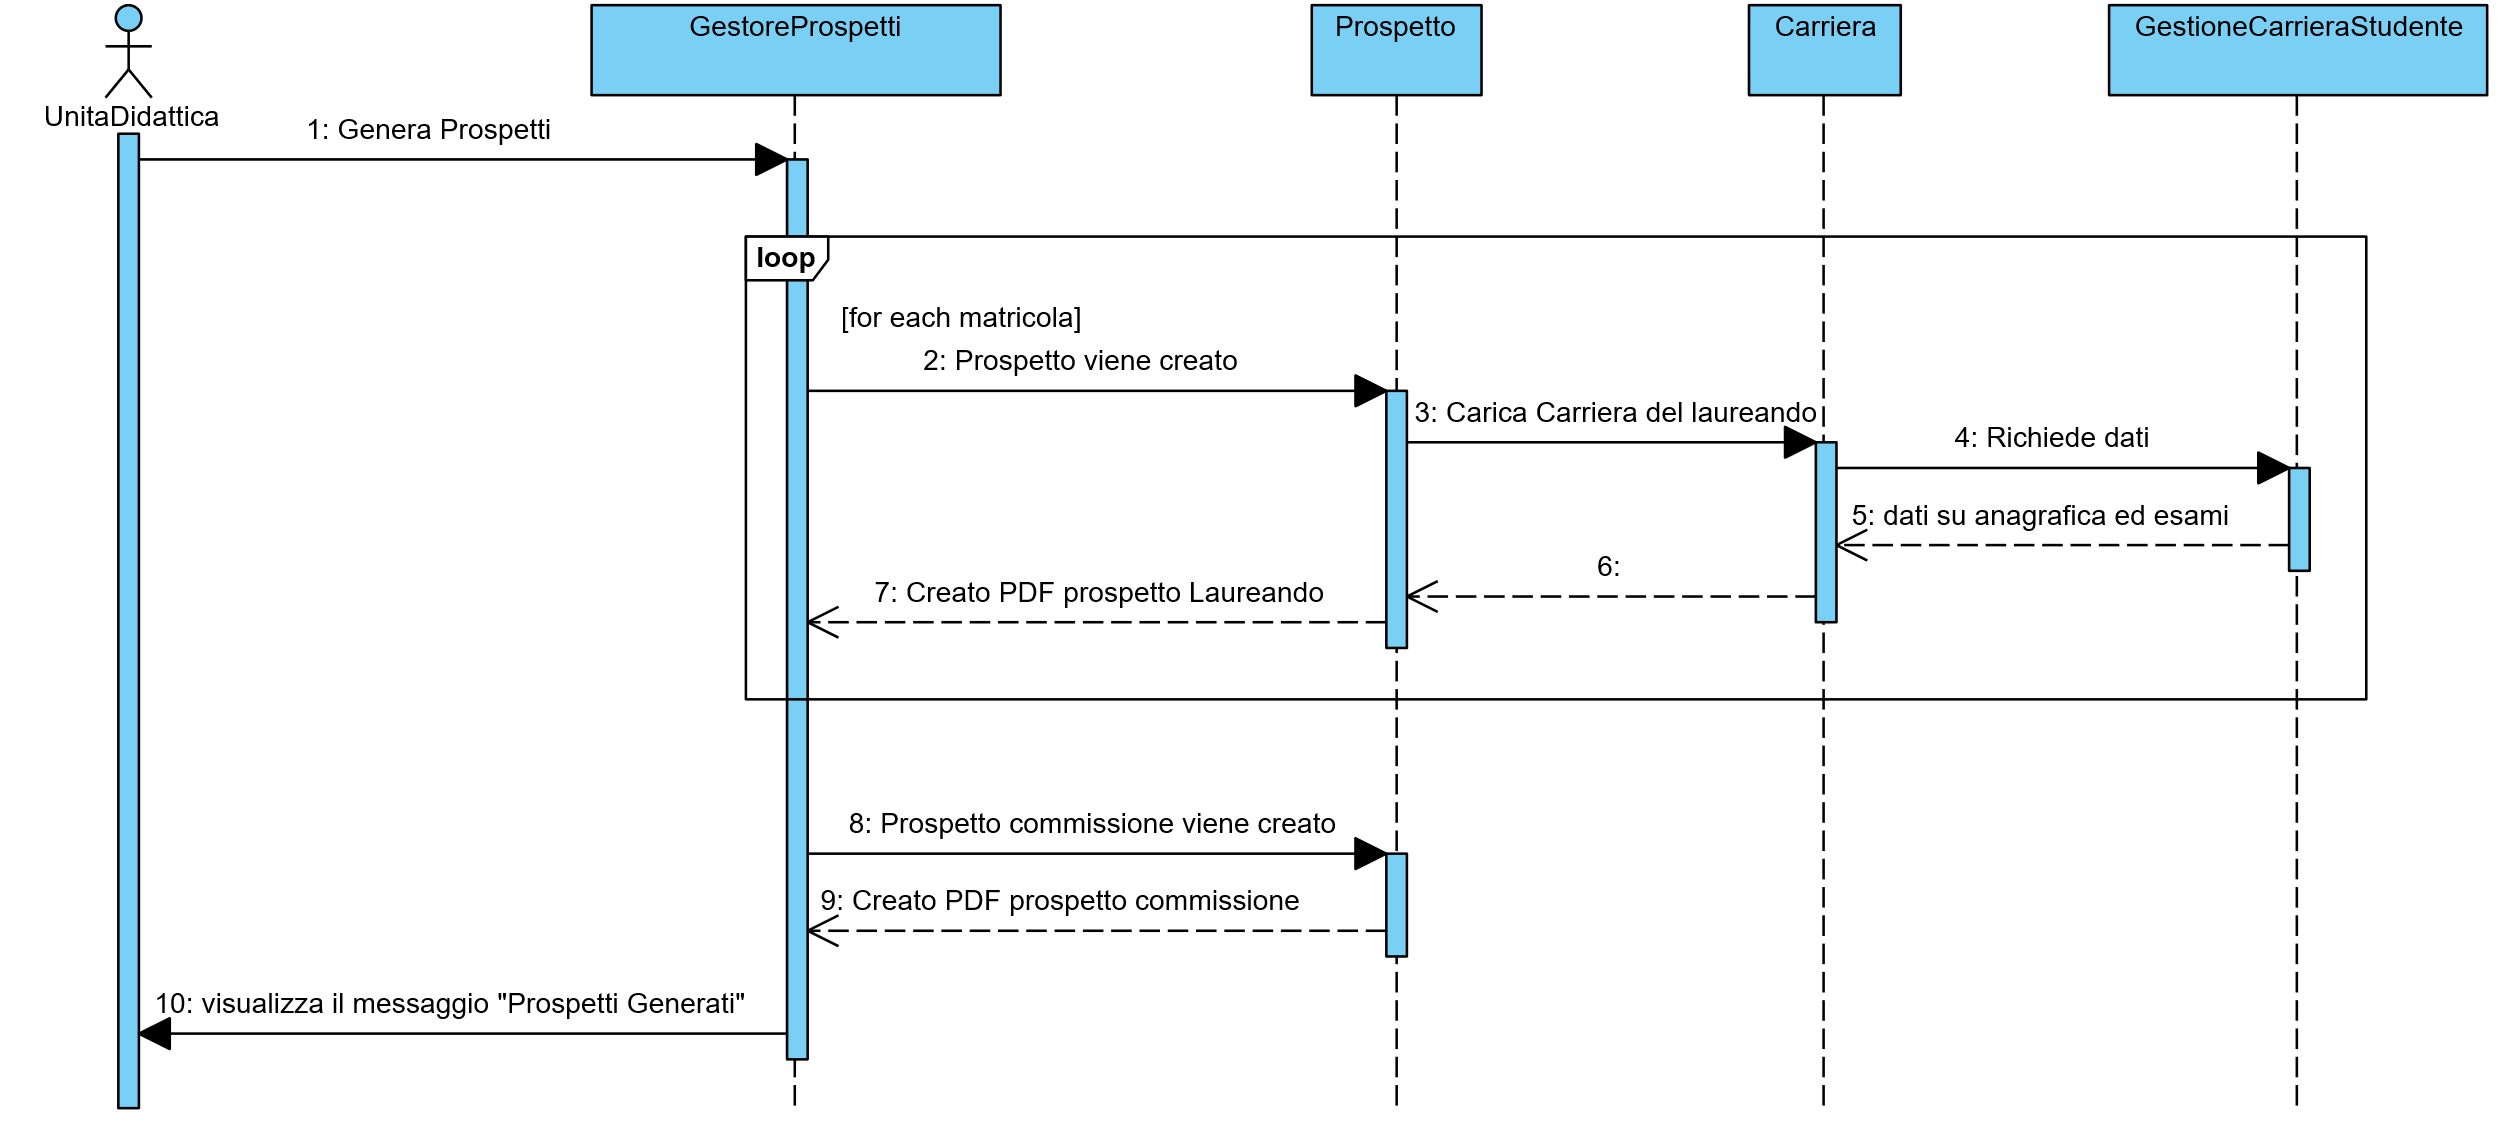 UnitaDidattica
GestoreProspetti
Prospetto
Carriera
GestioneCarrieraStudente
1: Genera Prospetti
loop
[for each matricola]
2: Prospetto viene creato
3: Carica Carriera del laureando
4: Richiede dati
5: dati su anagrafica ed esami
6:
7: Creato PDF prospetto Laureando
8: Prospetto commissione viene creato
9: Creato PDF prospetto commissione
10: visualizza il messaggio "Prospetti Generati"